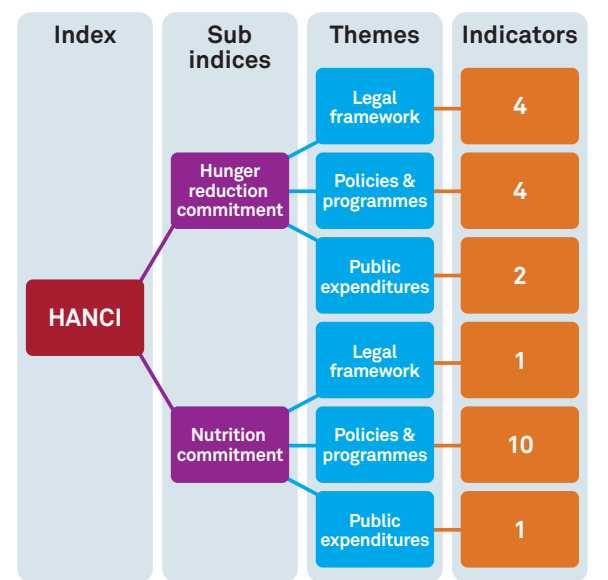 Index
Sub
indices
Themes
Indicators
Legal
framework
4
Hunger
reduction
commitment
Policies &
programmes
4
Public
expenditures
2
HANCI
Legal
framework
1
Nutrition
commitment
Policies &
programmes
10
Public
expenditures
1